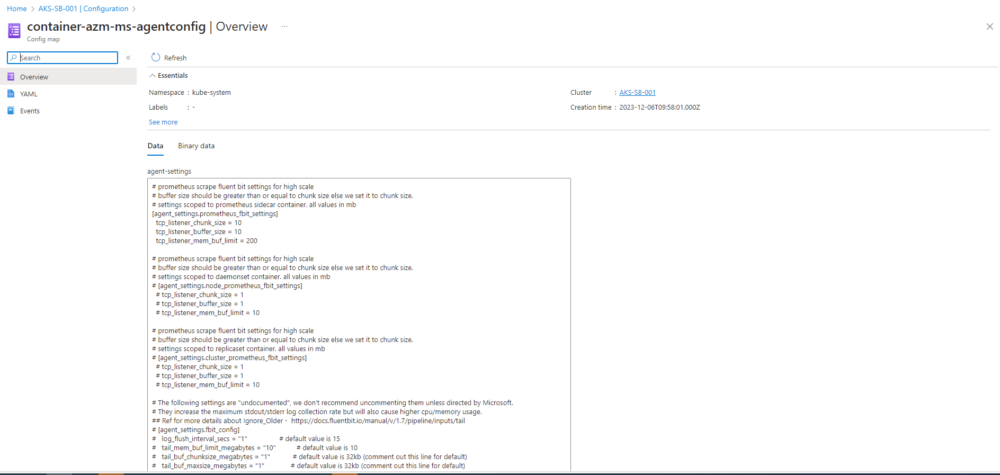 Home > AKS-SB-001 | Configuration >
container-azm-ms-agentconfig | Overview ...
Config map
Search
«
Refresh
Overview
YAML
Events
Essentials
Namespace : kube-system
Cluster : AKS-SB-001
Labels : -
Creation time : 2023-12-06T09:58:01.000Z
See more
Data Binary data
agent-settings
# prometheus scrape fluent bit settings for high scale
# buffer size should be greater than or equal to chunk size else we set it to chunk size.
# settings scoped to prometheus sidecar container. all values in mb
[agent_settings.prometheus_fbit_settings]
tcp_listener_chunk_size = 10
tcp_listener_buffer_size = 10
tcp_listener_mem_buf_limit = 200
# prometheus scrape fluent bit settings for high scale
# buffer size should be greater than or equal to chunk size else we set it to chunk size.
# settings scoped to daemonset container. all values in mb
# [agent_settings.node_prometheus_fbit_settings]
# tcp_listener_chunk_size = 1
# tcp_listener_buffer_size = 1
# tcp_listener_mem_buf_limit = 10
# prometheus scrape fluent bit settings for high scale
# buffer size should be greater than or equal to chunk size else we set it to chunk size.
# settings scoped to replicaset container. all values in mb
# [agent_settings.cluster_prometheus_fbit_settings]
# tcp_listener_chunk_size = 1
# tcp_listener_buffer_size = 1
# tcp_listener_mem_buf_limit = 10
# The following settings are "undocumented", we don't recommend uncommenting them unless directed by Microsoft.
# They increase the maximum stdout/stderr log collection rate but will also cause higher cpu/memory usage.
## Ref for more details about Ignore_Older - https://docs.fluentbit.io/manual/v/1.7/pipeline/inputs/tail
# [agent_settings.fbit_config]
# log_flush_interval_secs = "1" # default value is 15
# tail_mem_buf_limit_megabytes = "10" # default value is 10
# tail_buf_chunksize_megabytes = "1" # default value is 32kb (comment out this line for default)
# tail_buf_maxsize_megabytes = "1" # default value is 32kb (comment out this line for default)